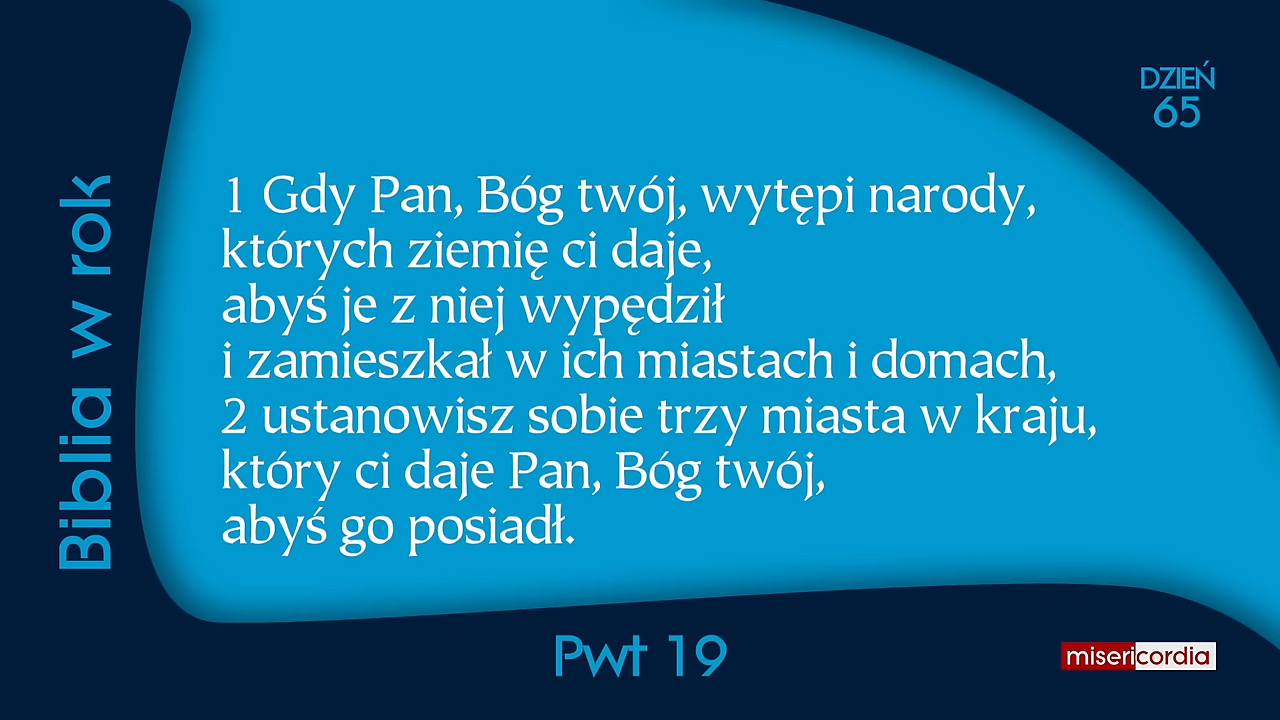 DZIEŃ
65
Biblia w rok
1 Gdy Pan, Bóg twój, wytępi narody,
których ziemię ci daje,
abyś je z niej wypędził
i zamieszkał w ich miastach i domach,
2 ustanowisz sobie trzy miasta w kraju,
który ci daje Pan, Bóg twój,
abyś go posiadł.
Pwt 19
misericordia